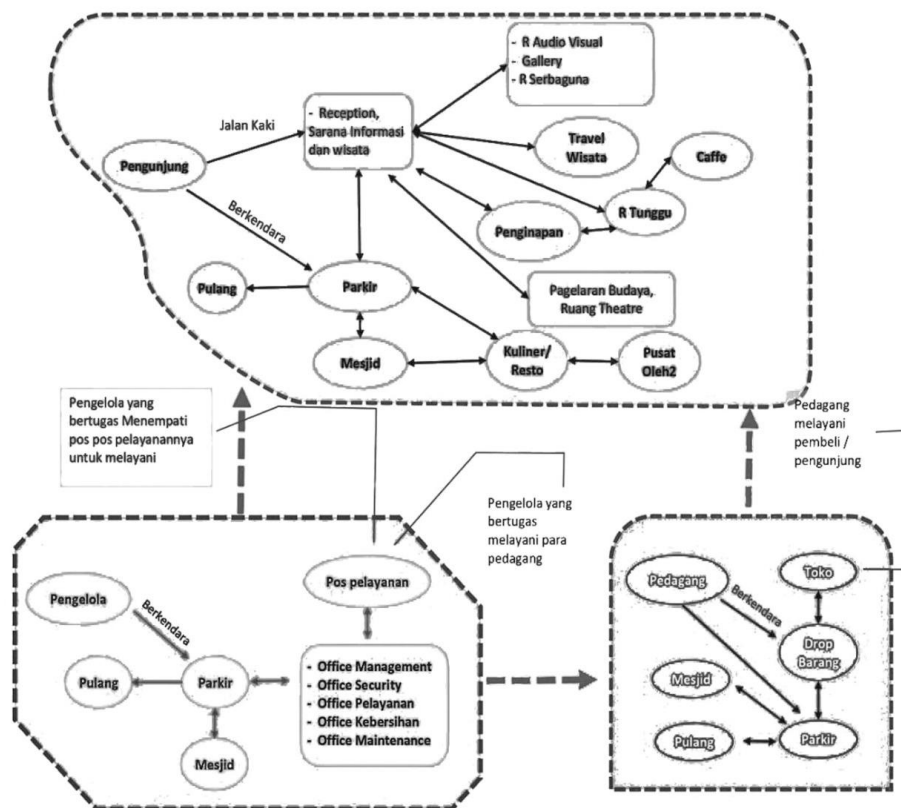 - R Audio Visual
- Gallery
- R Serbaguna
Jalan Kaki
- Reception,
Sarana Informasi
dan wisata
Travel
Wisata
Caffe
Pengunjung
R Tunggu
Berkendara
Penginapan
Pulang
Parkir
Pagelaran Budaya,
Ruang Theatre
Mesjid
Kuliner/
Resto
Pusat
Oleh2
Pengelola yang
bertugas Menempati
pos pos pelayanannya
untuk melayani
Pedagang
melayani
pembeli /
pengunjung
Pengelola yang
bertugas
melayani para
pedagang
Pengelola
Berkendara
Pos pelayanan
Pulang
Parkir
- Office Management
- Office Security
- Office Pelayanan
- Office Kebersihan
- Office Maintenance
Mesjid
Pedagang
Toko
Berkendara
Drop
Barang
Mesjid
Pulang
Parkir